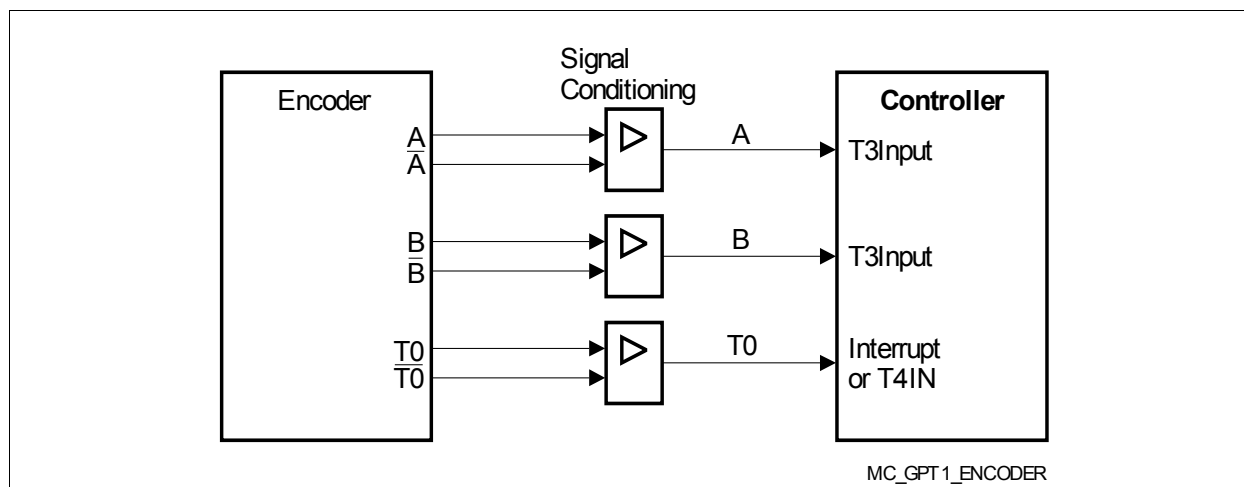 Signal
Conditioning
Encoder
Controller
A
A
A
T3Input
B
B
B
T3Input
T0
T0
T0
Interrupt
or T4IN
MC_GPT1_ENCODER